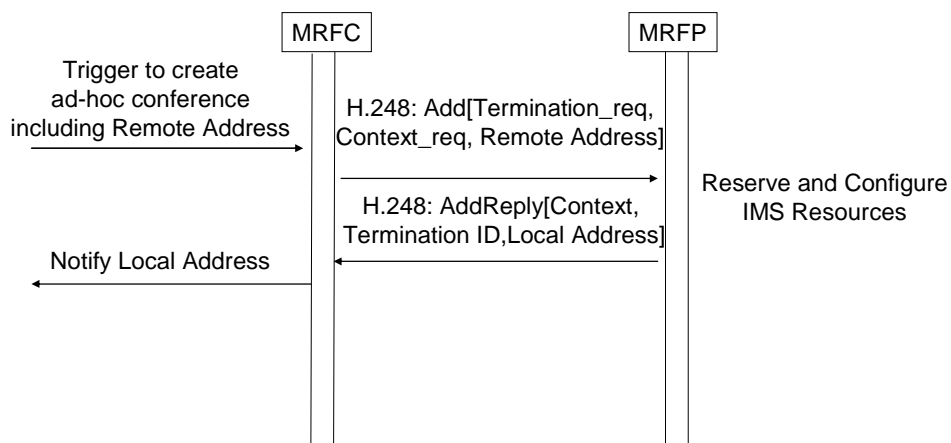 MRFC
MRFP
Trigger to create
ad-hoc conference
including Remote Address
H.248: Add[Termination_req,
Context_req, Remote Address]
Reserve and Configure
IMS Resources
H.248: AddReply[Context,
Termination ID,Local Address]
Notify Local Address